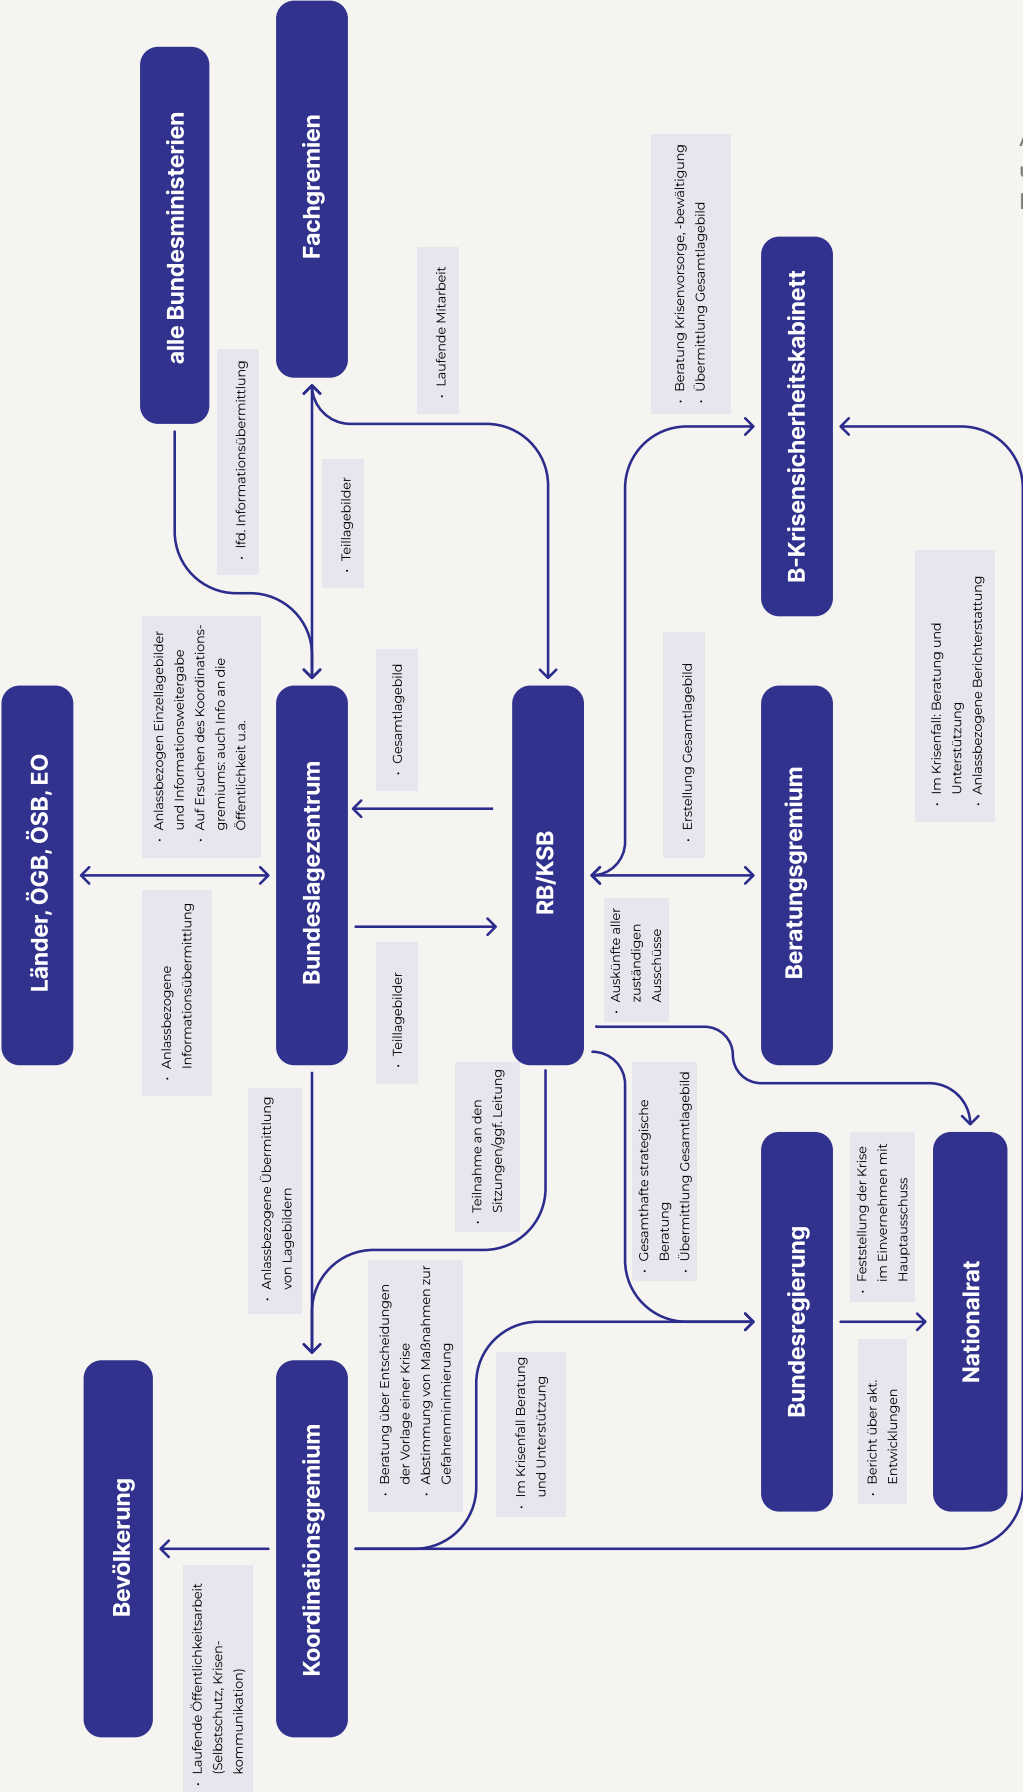 Länder, ÖGB, ÖSB, EO
Bevölkerung
alle Bundesministerien
• Anlassbezogene
Informationsübermittlung
• Anlassbezogen Einzellagebilder
und Informationsweitergabe
• Auf Ersuchen des Koordinations-
gremiums: auch Info an die
Öffentlichkeit u.a.
• Laufende Öffentlichkeitsarbeit
(Selbstschutz, Krisen-
kommunikation)
• lfd. Informationsübermittlung
• Anlassbezogene Übermittlung
von Lagebildern
Koordinationsgremium
Bundeslagezentrum
Fachgremien
• Teillagebilder
• Beratung über Entscheidungen
der Vorlage einer Krise
• Abstimmung von Maßnahmen zur
Gefahrenminimierung
• Teillagebilder
• Gesamtlagebild
• Laufende Mitarbeit
• Teilnahme an den
Sitzungen/ggf. Leitung
• Im Krisenfall Beratung
und Unterstützung
RB/KSB
• Auskünfte aller
zuständigen
Ausschüsse
• Gesamthafte strategische
Beratung
• Übermittlung Gesamtlagebild
• Erstellung Gesamtlagebild
• Beratung Krisenvorsorge, -bewältigung
• Übermittlung Gesamtlagebild
Bundesregierung
Beratungsgremium
B-Krisensicherheitskabinett
• Bericht über akt.
Entwicklungen
• Feststellung der Krise
im Einvernehmen mit
Hauptausschuss
• Im Krisenfall: Beratung und
Unterstützung
• Anlassbezogene Berichterstattung
Nationalrat